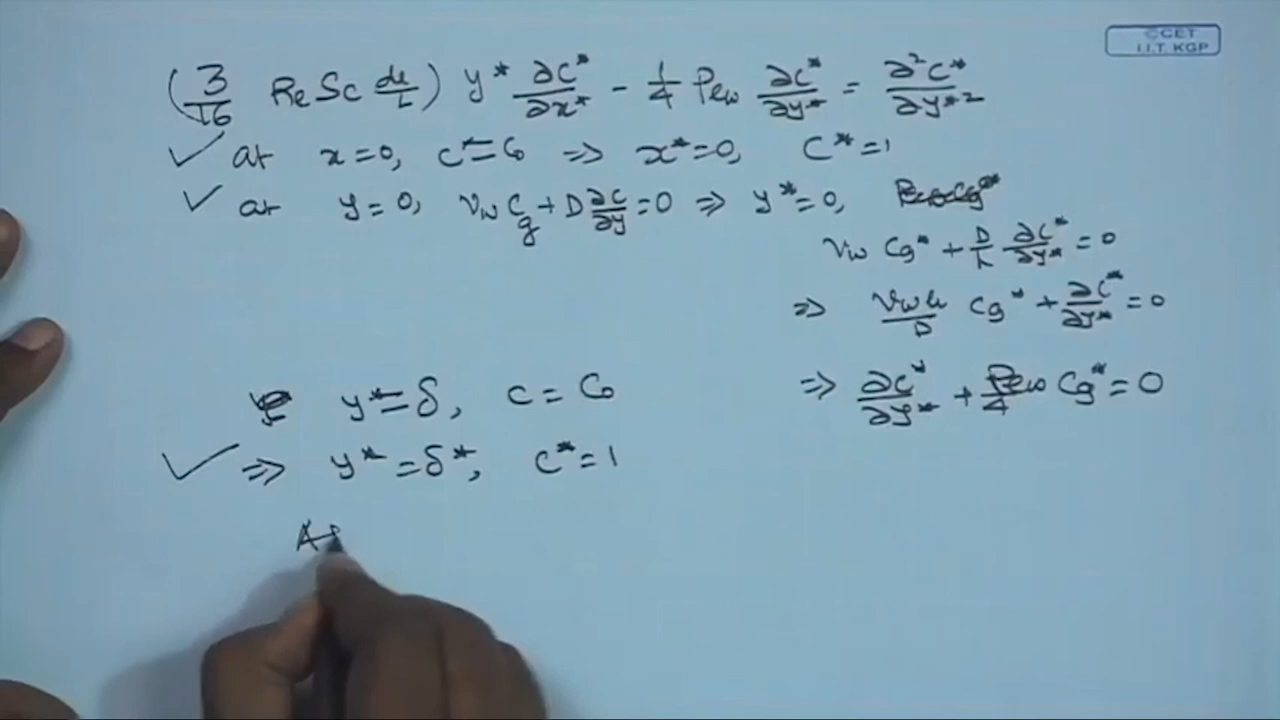 ©CET
I.I.T. KGP
(3/16 Re Sc de/L) y* ∂c*/∂x* - 1/4 Pew ∂c*/∂y* = ∂²c*/∂y*²
✓ at x=0, c=C0 ⇒ x*=0, C*=1
✓ at y=0, Vw Cg + D ∂c/∂y = 0 ⇒ y*=0,
Vw Cg* + D/h ∂c*/∂y* = 0
⇒ Vwh/D Cg* + ∂c*/∂y* = 0
y=δ, c=C0
⇒ ∂c*/∂y* + Pew/4 Cg* = 0
✓ ⇒ y*=δ*, c*=1